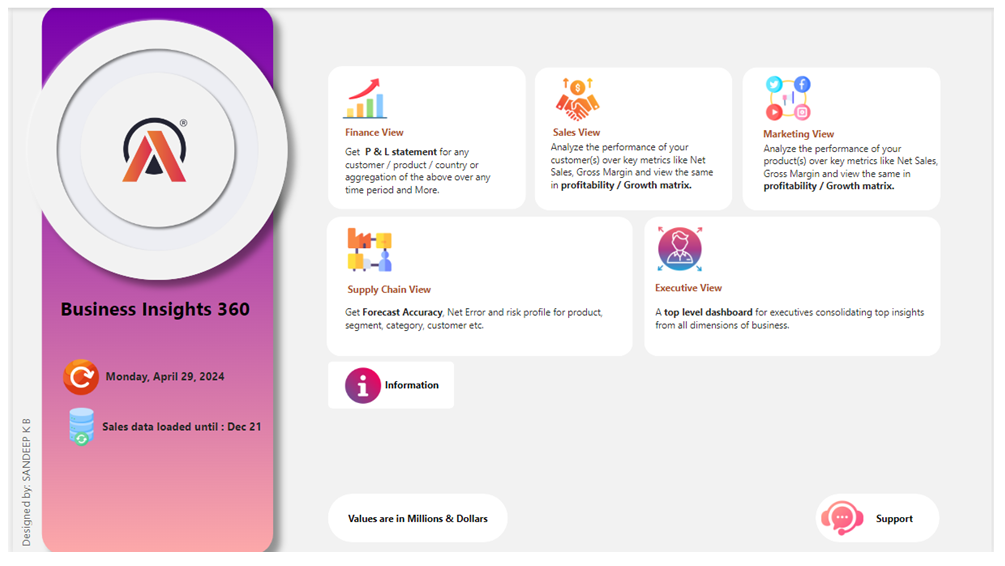 ®
Business Insights 360
Monday, April 29, 2024
Sales data loaded until : Dec 21
Designed by: SANDEEP K B
Finance View
Get P & L statement for any
customer / product / country or
aggregation of the above over any
time period and More.
Sales View
Analyze the performance of your
customer(s) over key metrics like Net
Sales, Gross Margin and view the same
in profitability / Growth matrix.
Marketing View
Analyze the performance of your
product(s) over key metrics like Net Sales,
Gross Margin and view the same in
profitability / Growth matrix.
Supply Chain View
Get Forecast Accuracy, Net Error and risk profile for product,
segment, category, customer etc.
Executive View
A top level dashboard for executives consolidating top insights
from all dimensions of business.
Information
Values are in Millions & Dollars
Support